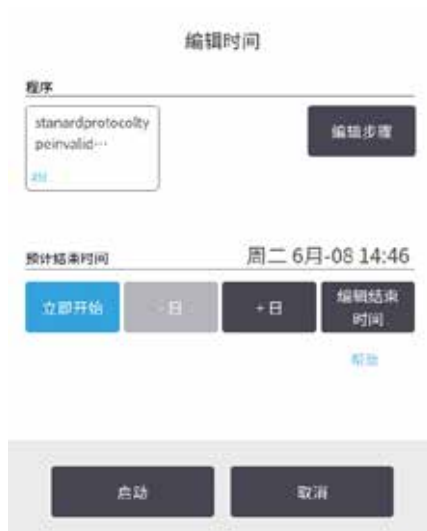 编辑时间
程序
stanardprotocolty
peinvalid…
编辑步骤
预计结束时间
周二 6月-08 14:46
立即开始
- 日
+ 日
编辑结束
时间
帮助
启动
取消